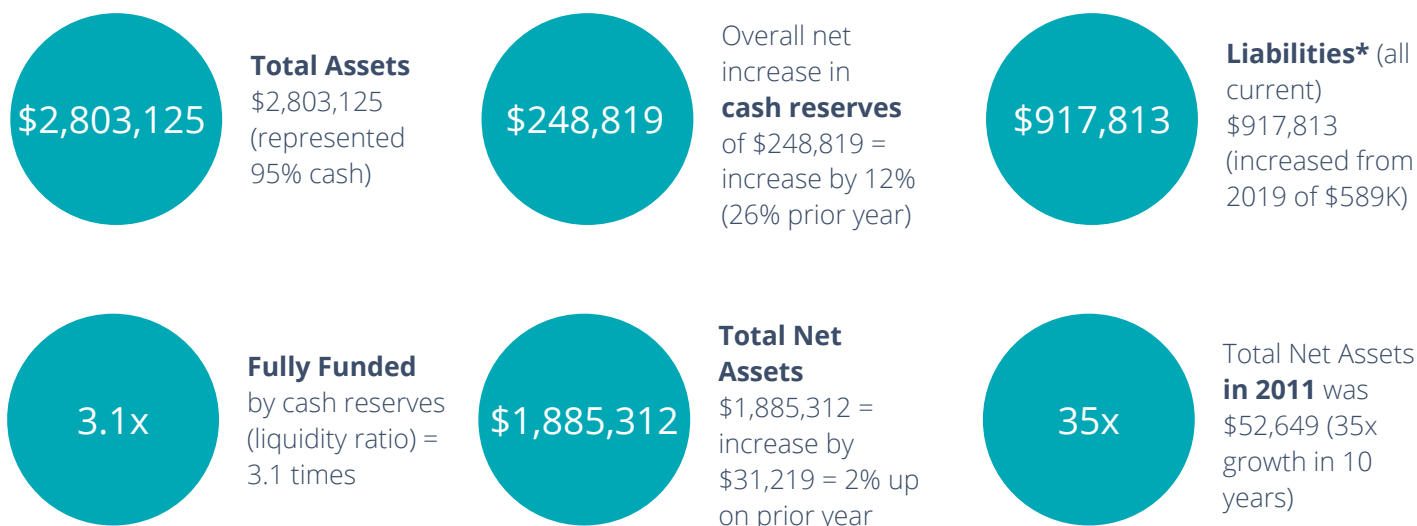 $2,803,125
Total Assets
$2,803,125
(represented
95% cash)
$248,819
Overall net
increase in
cash reserves
of $248,819 =
increase by 12%
(26% prior year)
$917,813
Liabilities* (all
current)
$917,813
(increased from
2019 of $589K)
3.1x
Fully Funded
by cash reserves
(liquidity ratio) =
3.1 times
$1,885,312
Total Net
Assets
$1,885,312 =
increase by
$31,219 = 2% up
on prior year
35x
Total Net Assets
in 2011 was
$52,649 (35x
growth in 10
years)